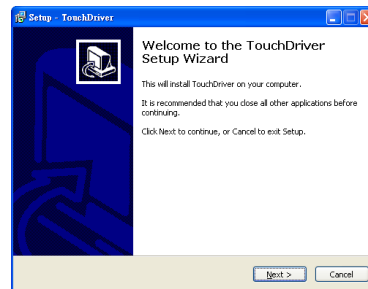 Setup - TouchDriver
Welcome to the TouchDriver
Setup Wizard
This will install TouchDriver on your computer.
It is recommended that you close all other applications before
continuing.
Click Next to continue, or Cancel to exit Setup.
Next >
Cancel